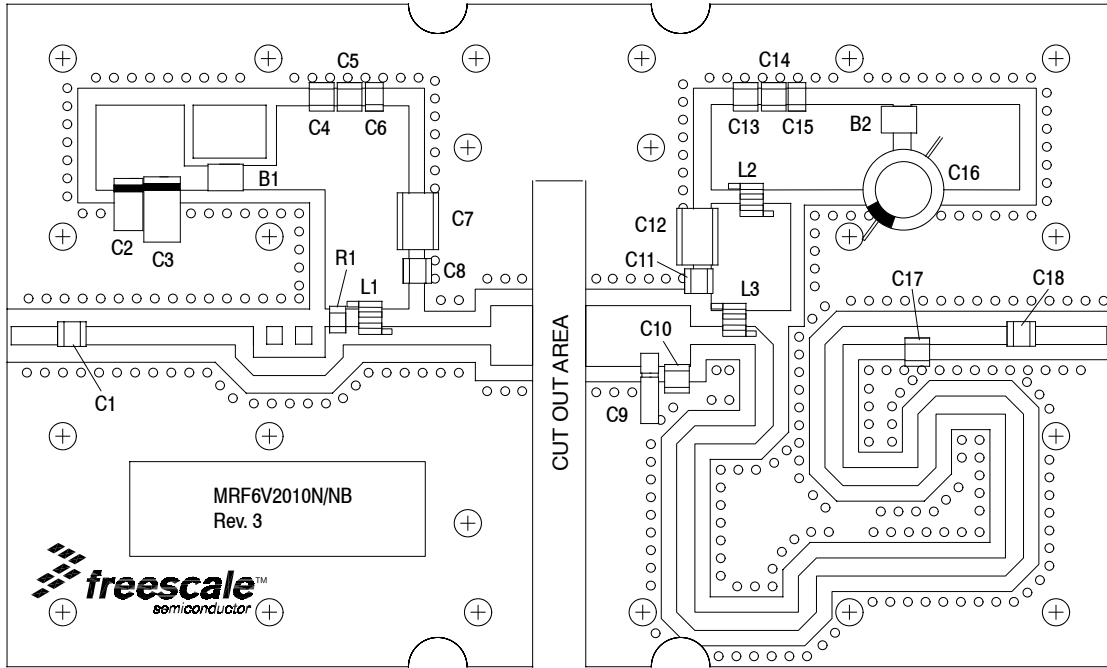 C5
C4
C6
B1
C2
C3
C7
C8
R1
L1
C1
C14
C13
C15
B2
L2
C16
C12
C11
L3
C10
C9
C17
C18
CUT OUT AREA
MRF6V2010N/NB
Rev. 3
freescale™
semiconductor